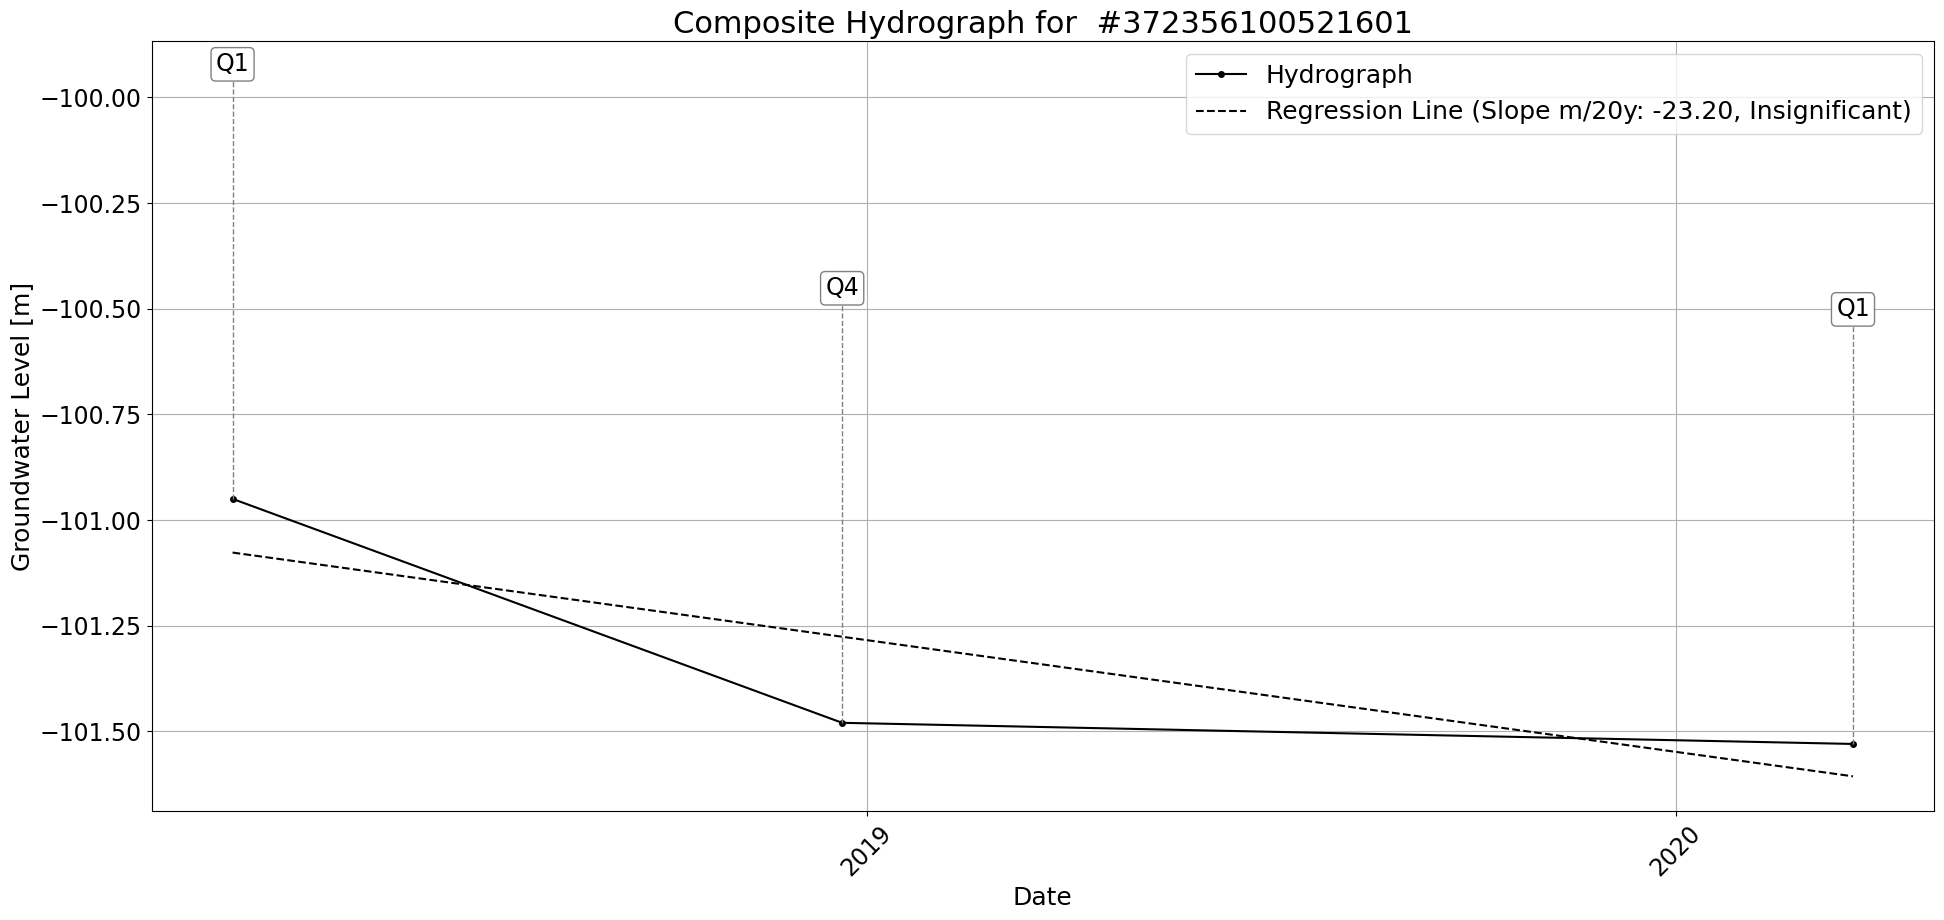 Composite Hydrograph for  #372356100521601
Q1
Hydrograph
Regression Line (Slope m/20y: -23.20, Insignificant)
−100.00
−100.25
Q4
−100.50
Q1
−100.75
−101.00
−101.25
−101.50
Groundwater Level [m]
2019
2020
Date